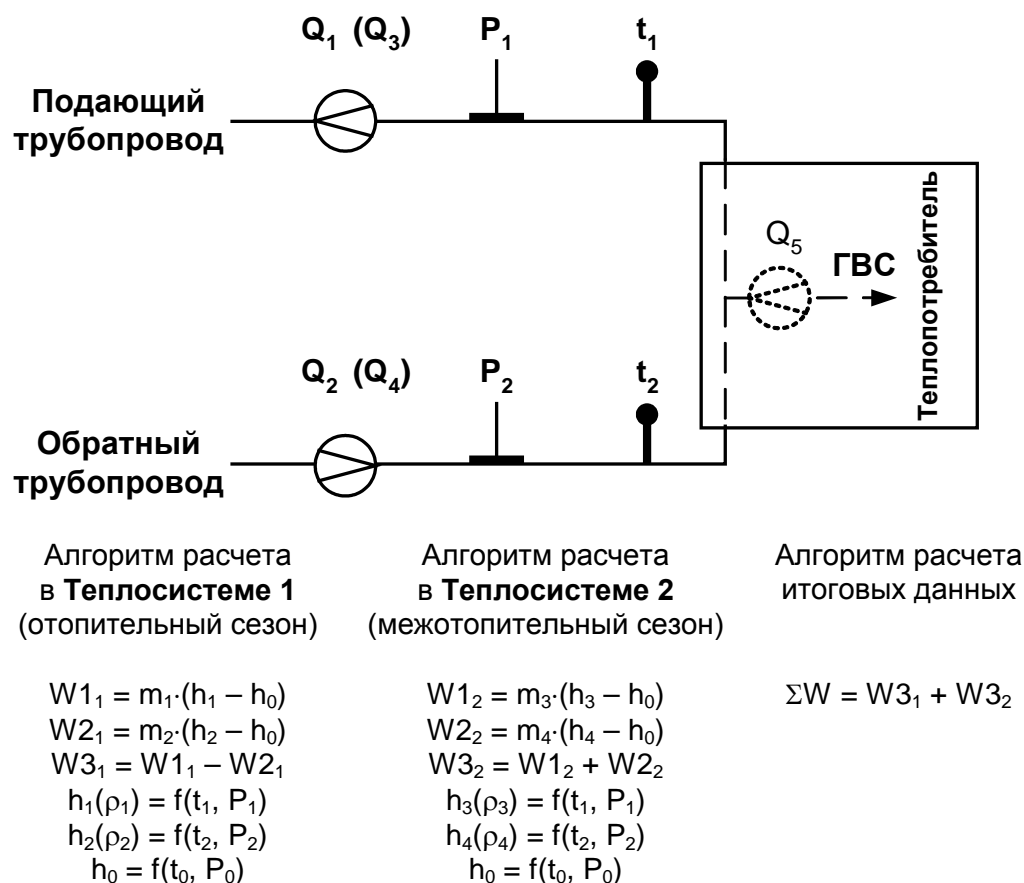 Q₁ (Q₃) P₁ t₁
Подающий
трубопровод
Теплопотребитель
Q₅
ГВС
Q₂ (Q₄) P₂ t₂
Обратный
трубопровод
Алгоритм расчета
в Теплосистеме 1
(отопительный сезон)
W1₁ = m₁·(h₁ – h₀)
W2₁ = m₂·(h₂ – h₀)
W3₁ = W1₁ – W2₁
h₁(ρ₁) = f(t₁, P₁)
h₂(ρ₂) = f(t₂, P₂)
h₀ = f(t₀, P₀)
Алгоритм расчета
в Теплосистеме 2
(межотопительный сезон)
W1₂ = m₃·(h₃ – h₀)
W2₂ = m₄·(h₄ – h₀)
W3₂ = W1₂ + W2₂
h₃(ρ₃) = f(t₁, P₁)
h₄(ρ₄) = f(t₂, P₂)
h₀ = f(t₀, P₀)
Алгоритм расчета
итоговых данных
ΣW = W3₁ + W3₂